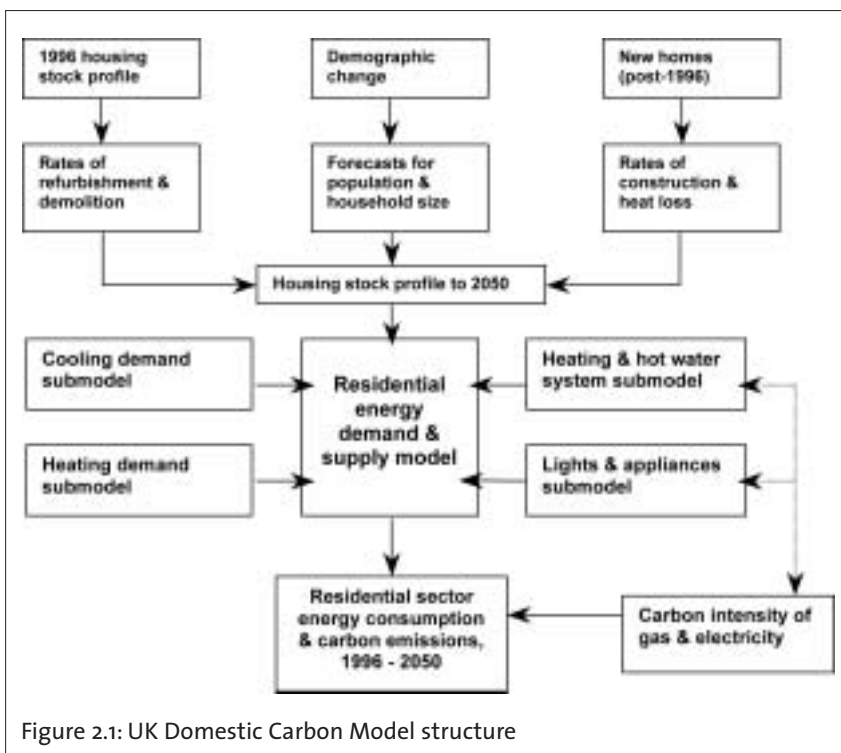 1996 housing
stock profile
Demographic
change
New homes
(post-1996)
Rates of
refurbishment &
demolition
Forecasts for
population &
household size
Rates of
construction &
heat loss
Housing stock profile to 2050
Cooling demand
submodel
Residential
energy
demand &
supply model
Heating & hot water
system submodel
Heating demand
submodel
Lights & appliances
submodel
Residential sector
energy consumption
& carbon emissions,
1996 - 2050
Carbon intensity of
gas & electricity
Figure 2.1: UK Domestic Carbon Model structure